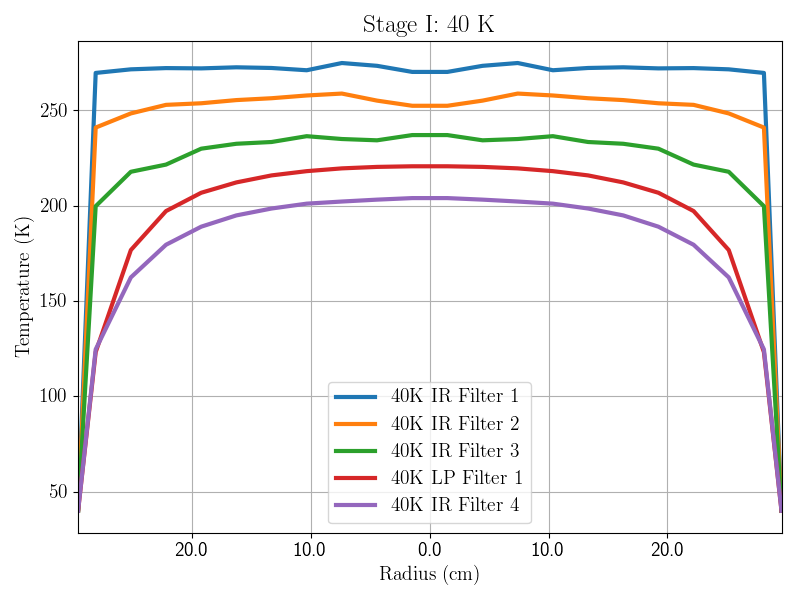 Stage I: 40 K
Temperature (K)
250
200
150
100
50
40K IR Filter 1
40K IR Filter 2
40K IR Filter 3
40K LP Filter 1
40K IR Filter 4
20.0 10.0 0.0 10.0 20.0
Radius (cm)